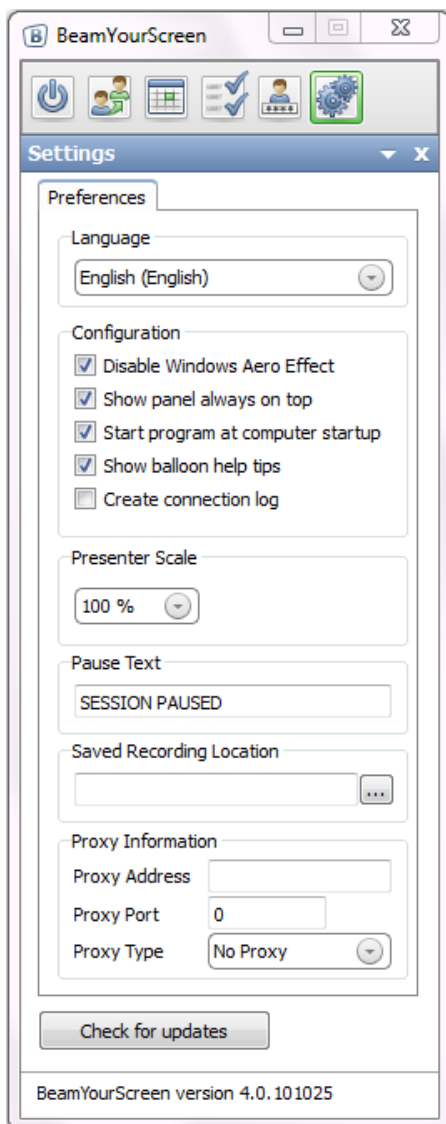 B BeamYourScreen
Settings
Preferences
Language
English (English)
Configuration
Disable Windows Aero Effect
Show panel always on top
Start program at computer startup
Show balloon help tips
Create connection log
Presenter Scale
100 %
Pause Text
SESSION PAUSED
Saved Recording Location
...
Proxy Information
Proxy Address
Proxy Port 0
Proxy Type No Proxy
Check for updates
BeamYourScreen version 4.0.101025